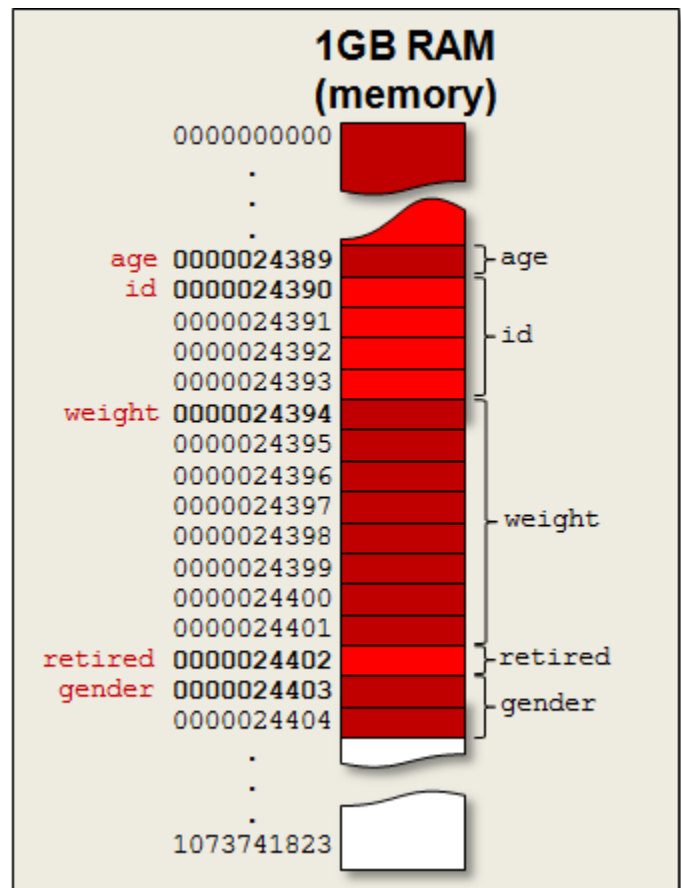 1GB RAM
(memory)
0000000000
.
.
.
age 0000024389 age
id 0000024390
0000024391 id
0000024392
0000024393
weight 0000024394
0000024395
0000024396
0000024397 weight
0000024398
0000024399
0000024400
0000024401
retired 0000024402 retired
gender 0000024403 gender
0000024404
.
.
.
1073741823